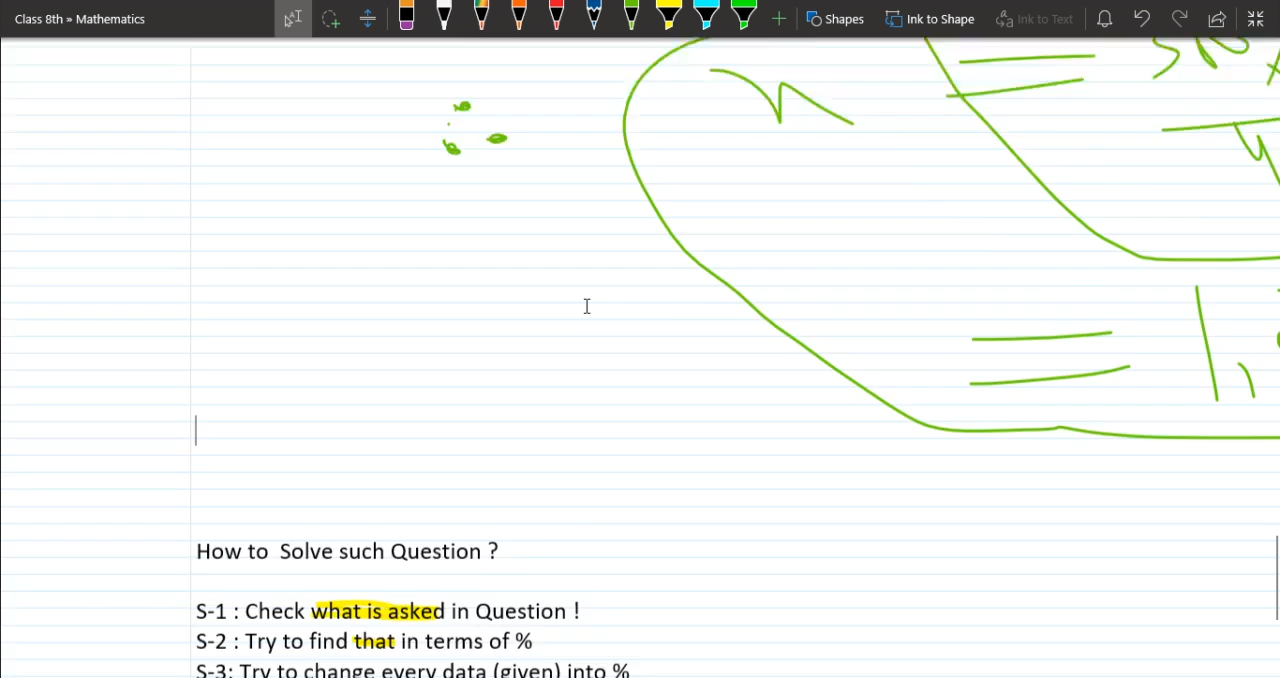 Class 8th » Mathematics
Shapes
Ink to Shape
Ink to Text
How to Solve such Question ?
S-1 : Check what is asked in Question !
S-2 : Try to find that in terms of %
S-3: Try to change every data (given) into %